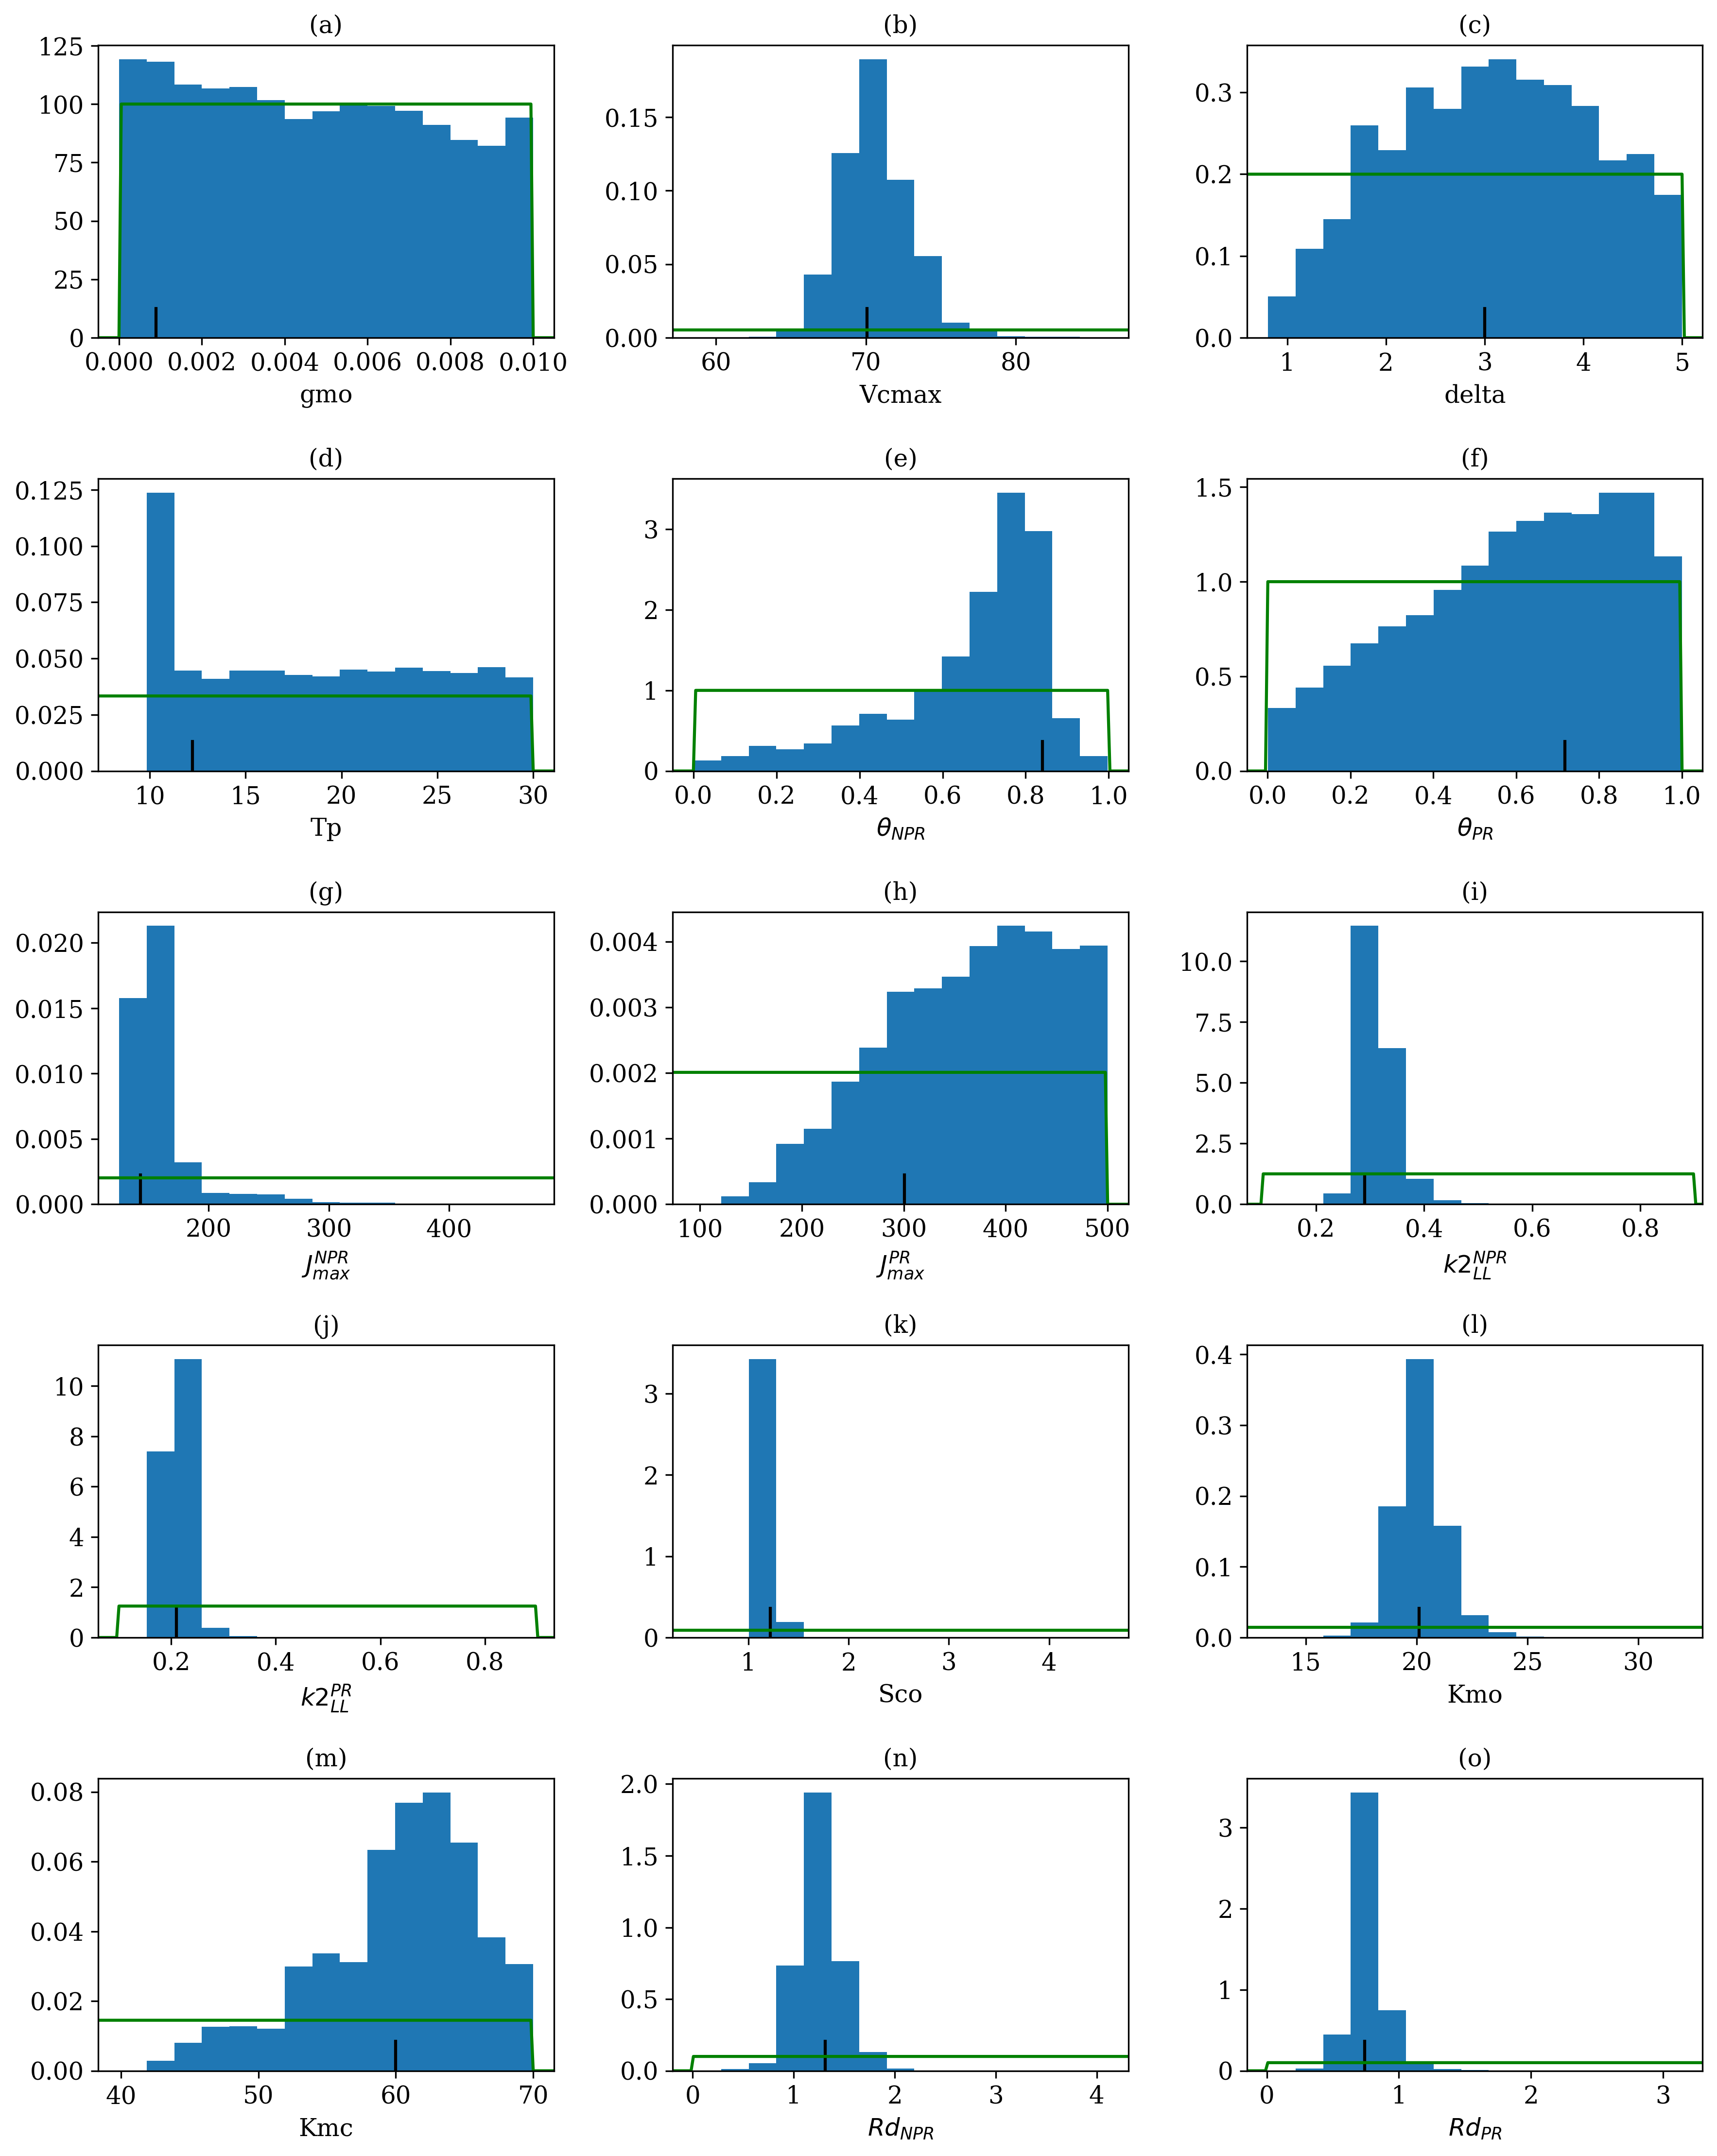 (a) (b) (c)
125
100
75
50
25
0
0.000 0.002 0.004 0.006 0.008 0.010
gmo
0.15
0.10
0.05
0.00
60 70 80
Vcmax
0.3
0.2
0.1
0.0
1 2 3 4 5
delta
(d) (e) (f)
0.125
0.100
0.075
0.050
0.025
0.000
10 15 20 25 30
Tp
3
2
1
0
0.0 0.2 0.4 0.6 0.8 1.0
θNPR
1.5
1.0
0.5
0.0
0.0 0.2 0.4 0.6 0.8 1.0
θPR
(g) (h) (i)
0.020
0.015
0.010
0.005
0.000
200 300 400
J^{NPR}_{max}
0.004
0.003
0.002
0.001
0.000
100 200 300 400 500
J^{PR}_{max}
10.0
7.5
5.0
2.5
0.0
0.2 0.4 0.6 0.8
k2^{NPR}_{LL}
(j) (k) (l)
10
8
6
4
2
0
0.2 0.4 0.6 0.8
k2^{PR}_{LL}
3
2
1
0
1 2 3 4
Sco
0.4
0.3
0.2
0.1
0.0
15 20 25 30
Kmo
(m) (n) (o)
0.08
0.06
0.04
0.02
0.00
40 50 60 70
Kmc
2.0
1.5
1.0
0.5
0.0
0 1 2 3 4
RdNPR
3
2
1
0
0 1 2 3
RdPR